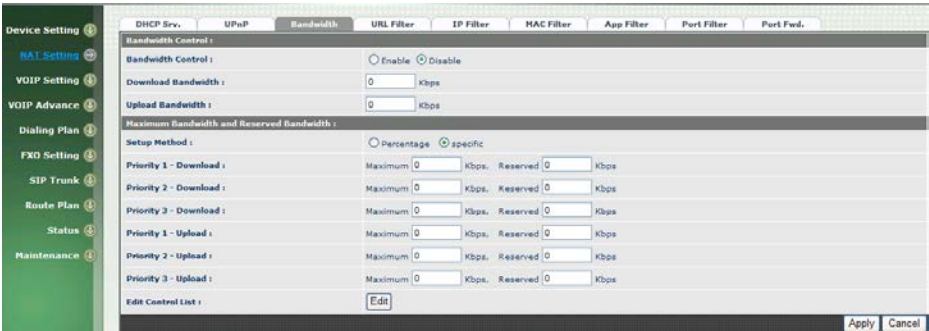 DHCP Srv. UPnP Bandwidth URL Filter IP Filter MAC Filter App Filter Port Filter Port Fwd.
Device Setting
NAT Setting
VOIP Setting
VOIP Advance
Dialing Plan
FXO Setting
SIP Trunk
Route Plan
Status
Maintenance
Bandwidth Control :
Bandwidth Control : Enable Disable
Download Bandwidth : 0 Kbps
Upload Bandwidth : 0 Kbps
Maximum Bandwidth and Reserved Bandwidth :
Setup Method : Percentage specific
Priority 1 - Download : Maximum 0 Kbps, Reserved 0 Kbps
Priority 2 - Download : Maximum 0 Kbps, Reserved 0 Kbps
Priority 3 - Download : Maximum 0 Kbps, Reserved 0 Kbps
Priority 1 - Upload : Maximum 0 Kbps, Reserved 0 Kbps
Priority 2 - Upload : Maximum 0 Kbps, Reserved 0 Kbps
Priority 3 - Upload : Maximum 0 Kbps, Reserved 0 Kbps
Edit Control List : Edit
Apply Cancel